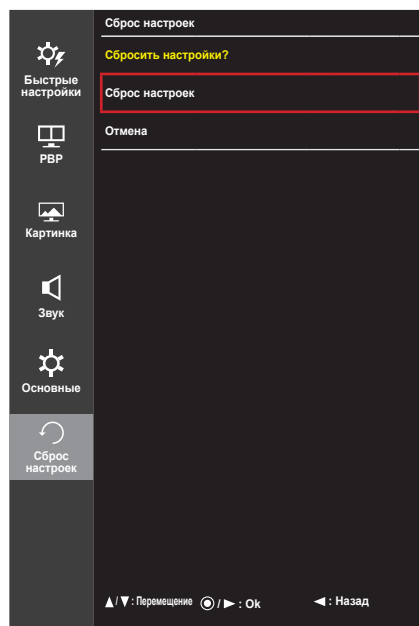 Сброс настроек
Сбросить настройки?
Сброс настроек
Отмена
Быстрые
настройки
PBP
Картинка
Звук
Основные
Сброс
настроек
▲/▼: Перемещение ◉/►: Ok ◄: Назад